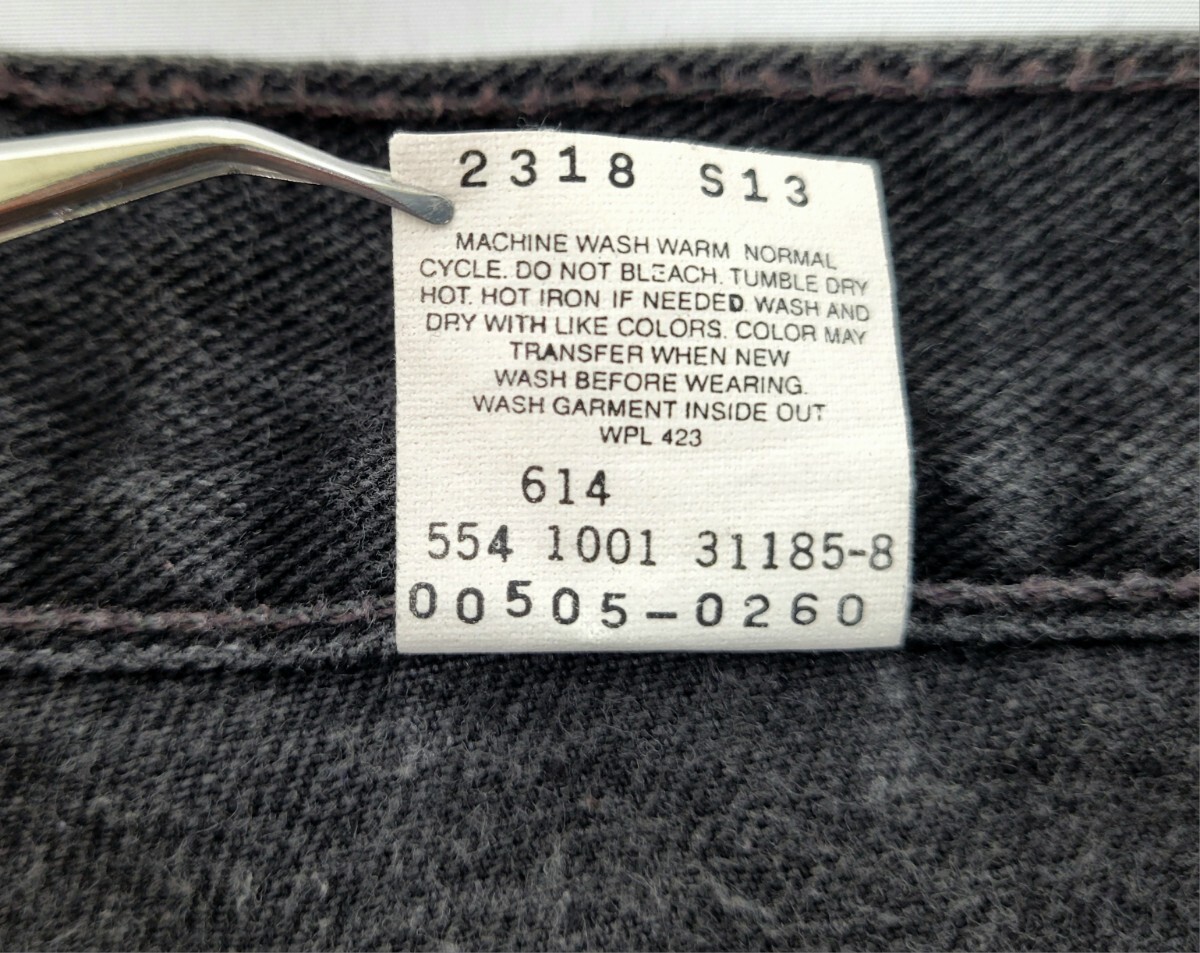 2318 S13
MACHINE WASH WARM NORMAL
CYCLE. DO NOT BLEACH. TUMBLE DRY
HOT. HOT IRON IF NEEDED. WASH AND
DRY WITH LIKE COLORS. COLOR MAY
TRANSFER WHEN NEW
WASH BEFORE WEARING.
WASH GARMENT INSIDE OUT
WPL 423
614
554 1001 31185-8
00505-0260